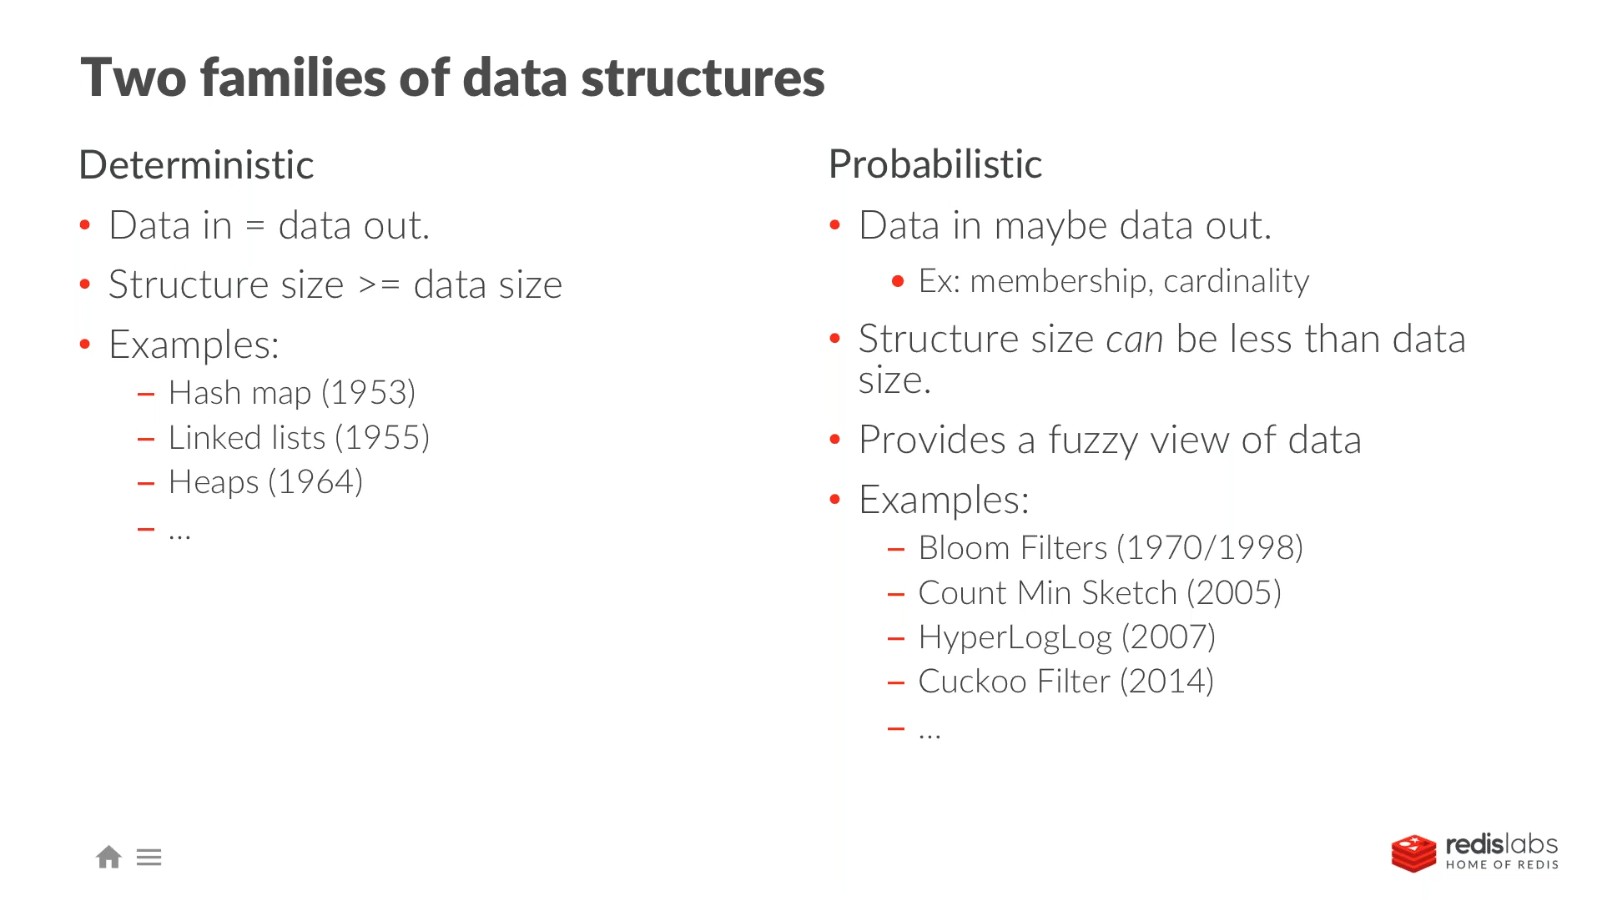 Two families of data structures
Deterministic
• Data in = data out.
• Structure size >= data size
• Examples:
– Hash map (1953)
– Linked lists (1955)
– Heaps (1964)
– ...
Probabilistic
• Data in maybe data out.
• Ex: membership, cardinality
• Structure size can be less than data
size.
• Provides a fuzzy view of data
• Examples:
– Bloom Filters (1970/1998)
– Count Min Sketch (2005)
– HyperLogLog (2007)
– Cuckoo Filter (2014)
– ...
redislabs
HOME OF REDIS